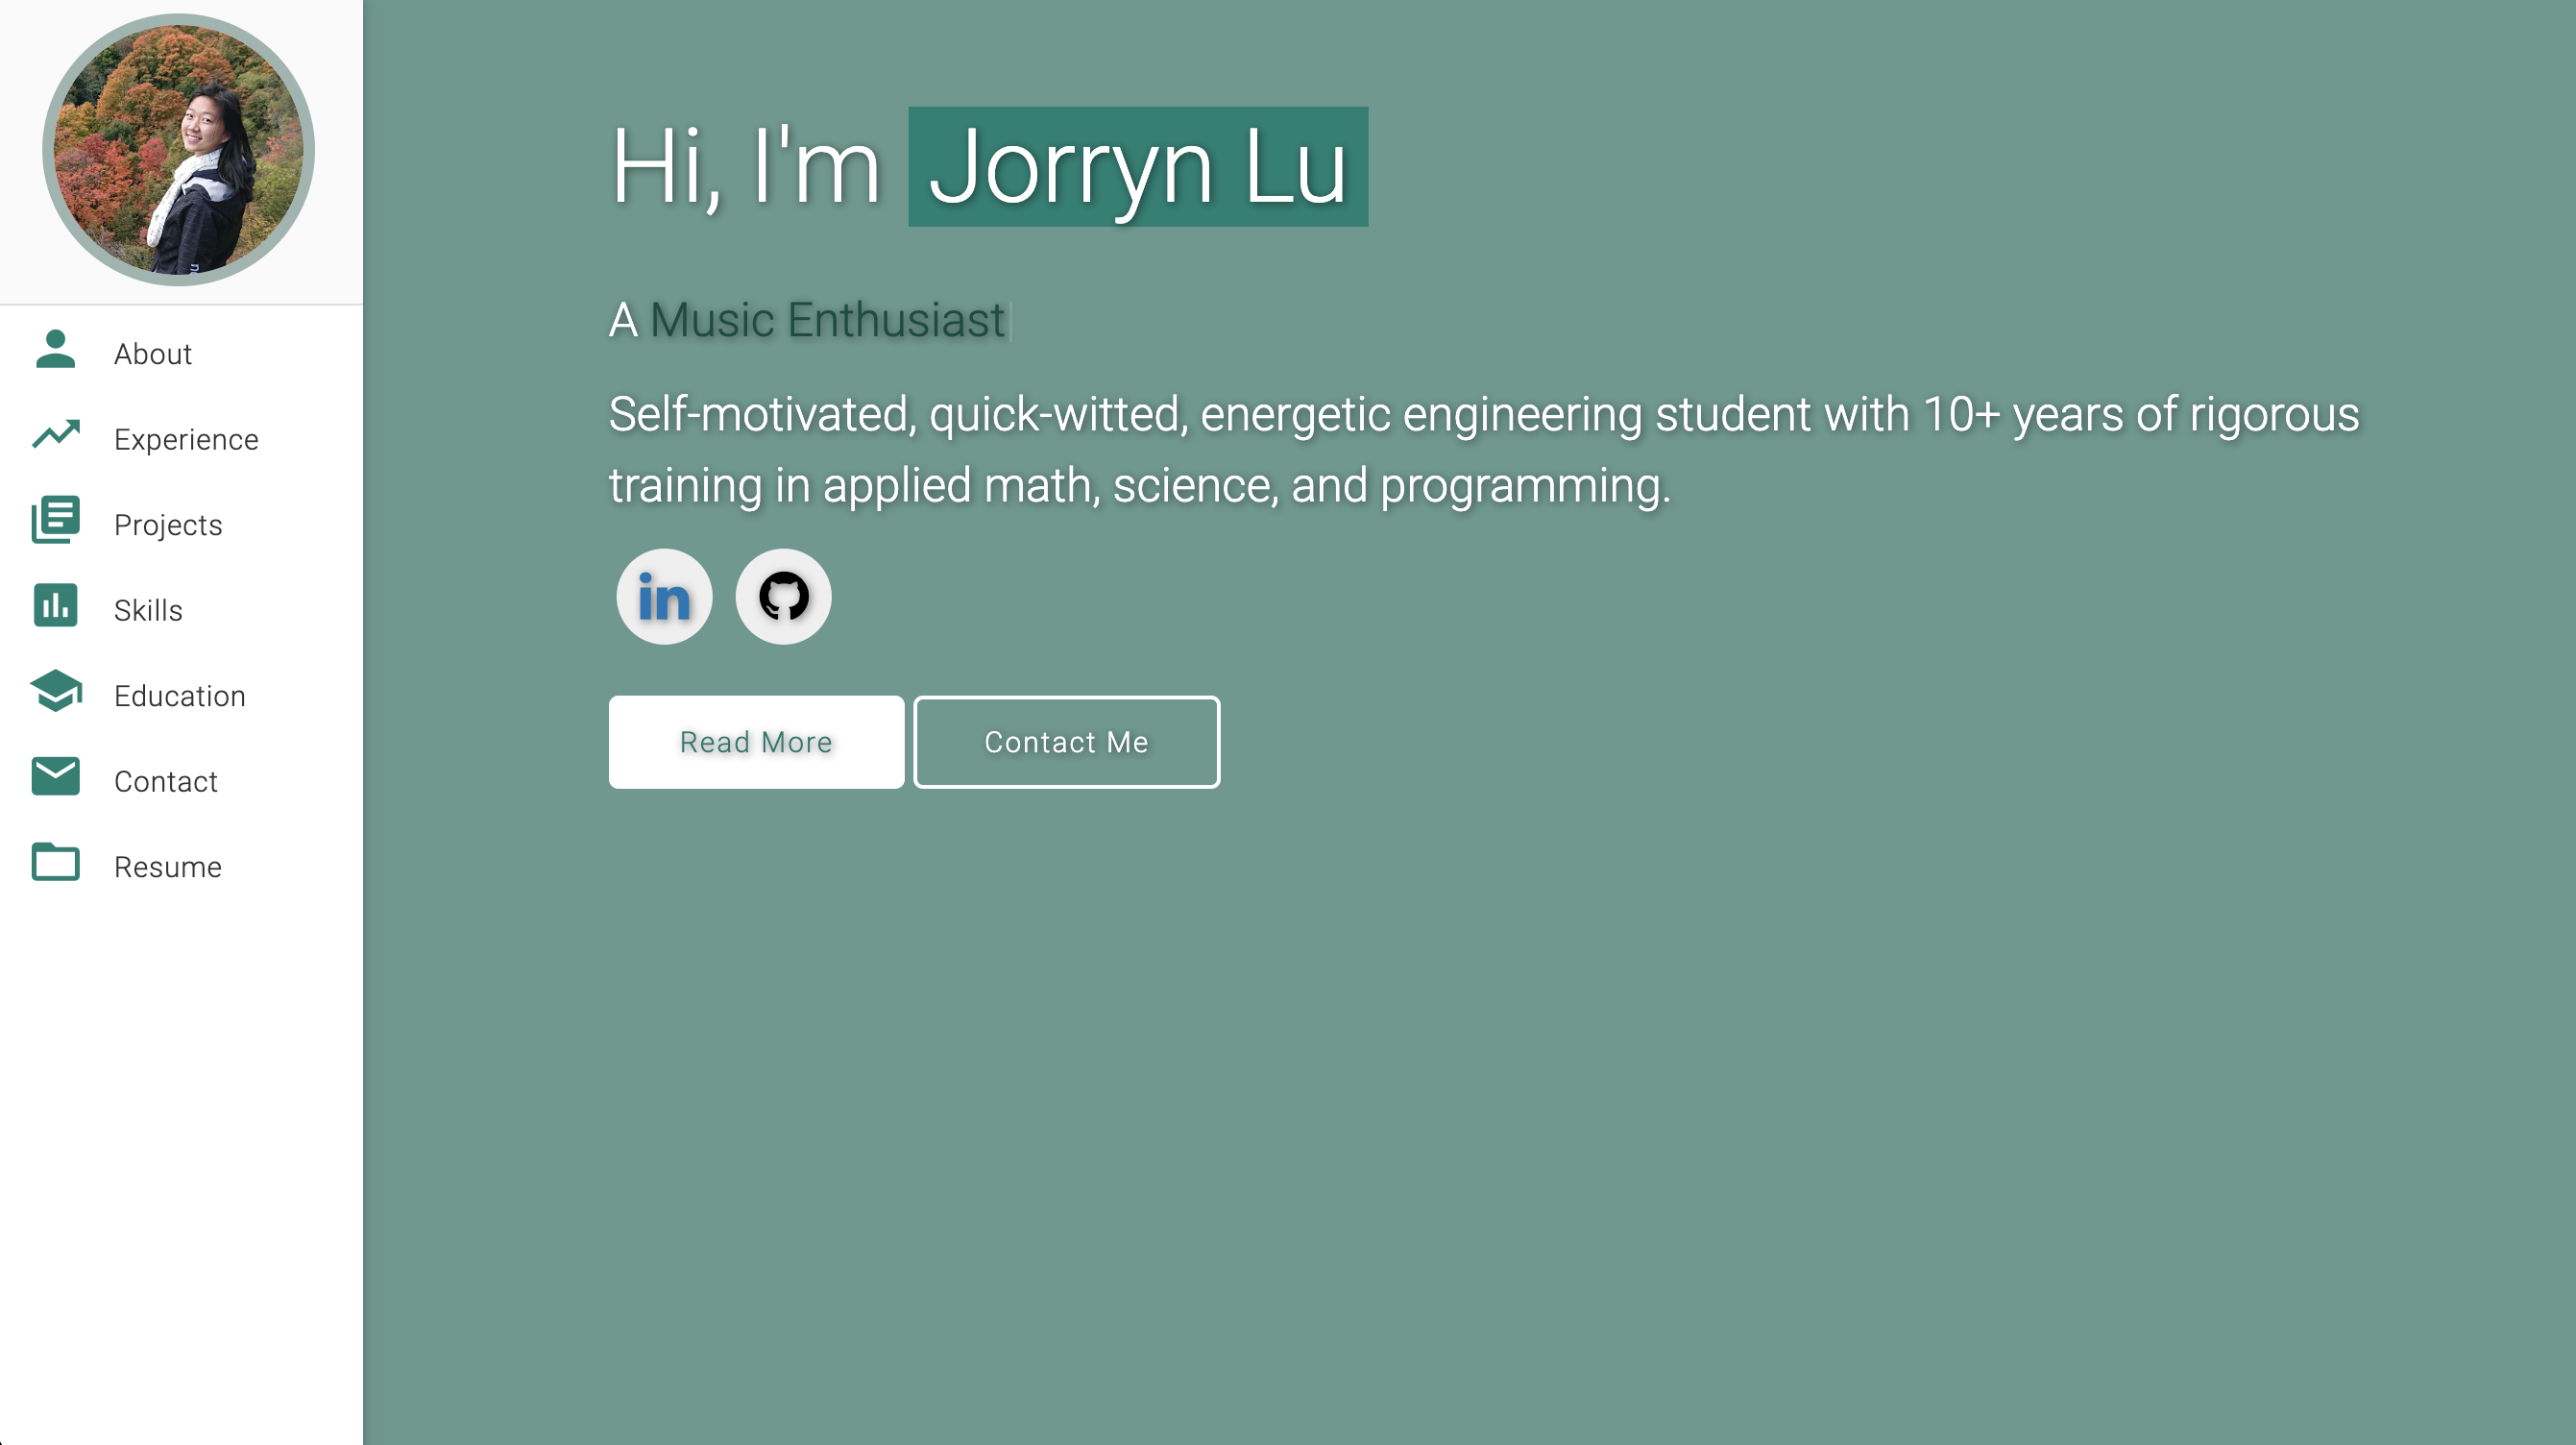 About
Experience
Projects
Skills
Education
Contact
Resume
Hi, I'm Jorryn Lu
A Music Enthusiast
Self-motivated, quick-witted, energetic engineering student with 10+ years of rigorous
training in applied math, science, and programming.
in
Read More
Contact Me